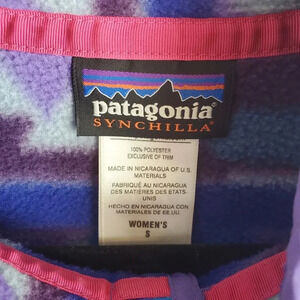 patagonia®
SYNCHILLA®
100% POLYESTER
EXCLUSIVE OF TRIM
MADE IN NICARAGUA OF U.S.
MATERIALS
FABRIQUÉ AU NICARAGUA
DES MATIÈRES DES ETATS-
UNIS
HECHO EN NICARAGUA CON
MATERIALES DE EE.UU.
WOMEN'S
S